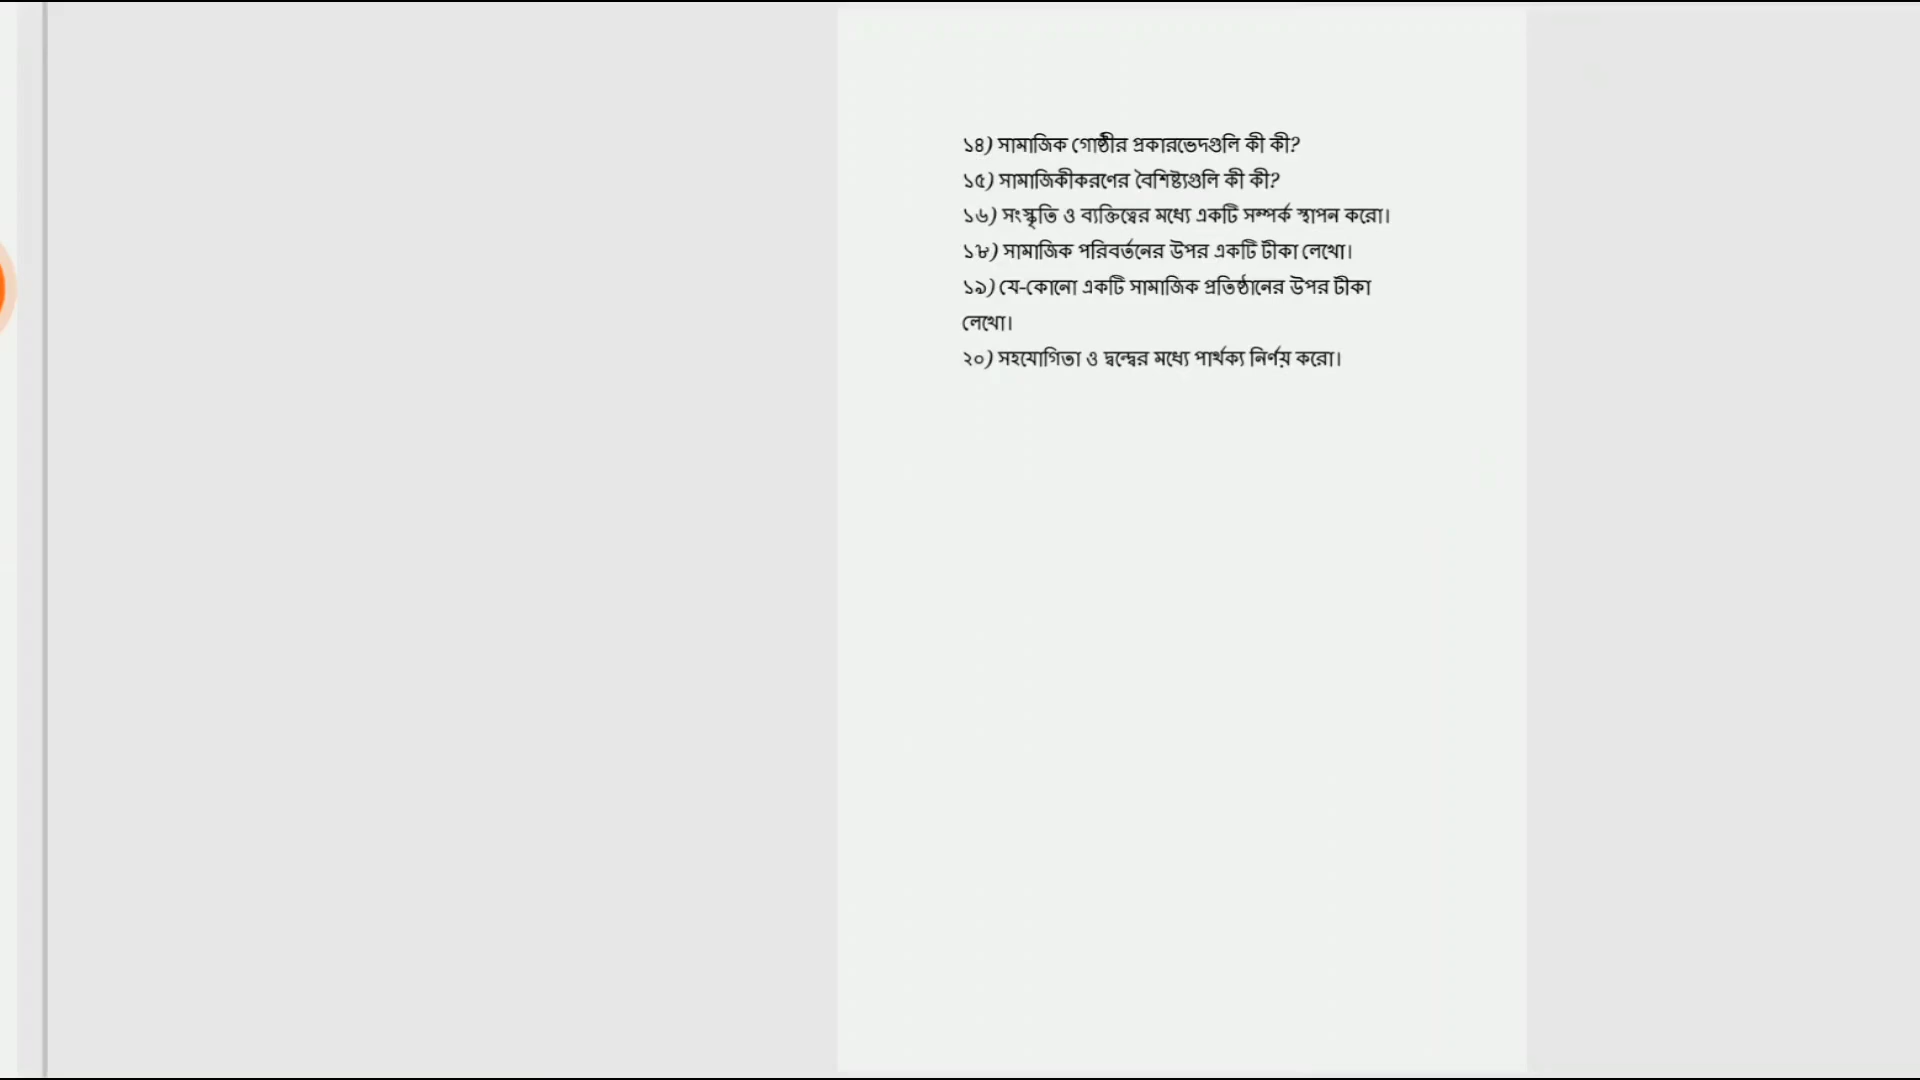 ১৪) সামাজিক গোষ্ঠীর প্রকারভেদগুলি কী কী?
১৫) সামাজিকীকরণের বৈশিষ্ট্যগুলি কী কী?
১৬) সংস্কৃতি ও ব্যক্তিত্বের মধ্যে একটি সম্পর্ক স্থাপন করো।
১৮) সামাজিক পরিবর্তনের উপর একটি টীকা লেখো।
১৯) যে-কোনো একটি সামাজিক প্রতিষ্ঠানের উপর টীকা
লেখো।
২০) সহযোগিতা ও দ্বন্দ্বের মধ্যে পার্থক্য নির্ণয় করো।